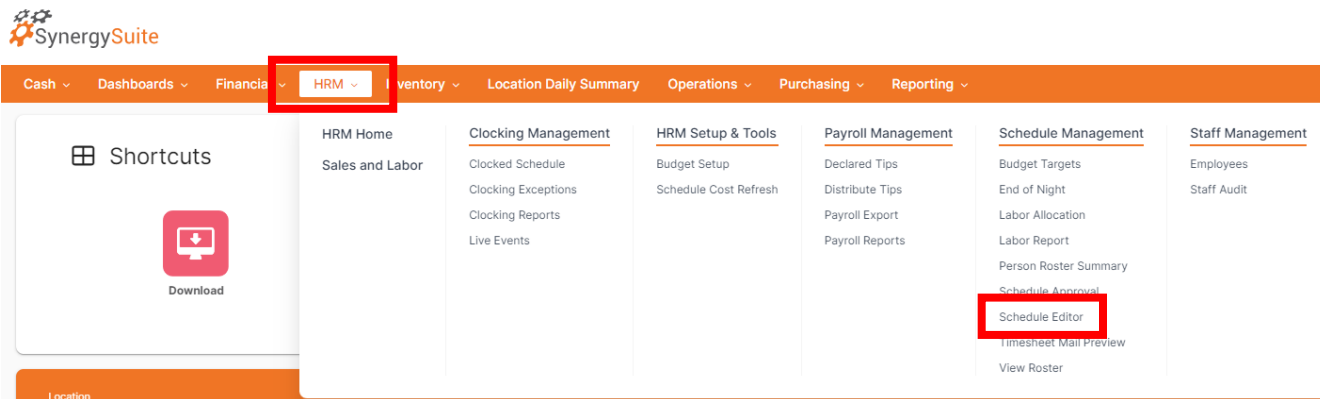 SynergySuite
Cash Dashboards Financial HRM Inventory Location Daily Summary Operations Purchasing Reporting
Shortcuts
Download
Location
HRM Home
Sales and Labor
Clocking Management
Clocked Schedule
Clocking Exceptions
Clocking Reports
Live Events
HRM Setup & Tools
Budget Setup
Schedule Cost Refresh
Payroll Management
Declared Tips
Distribute Tips
Payroll Export
Payroll Reports
Schedule Management
Budget Targets
End of Night
Labor Allocation
Labor Report
Person Roster Summary
Schedule Approval
Schedule Editor
Timesheet Mail Preview
View Roster
Staff Management
Employees
Staff Audit